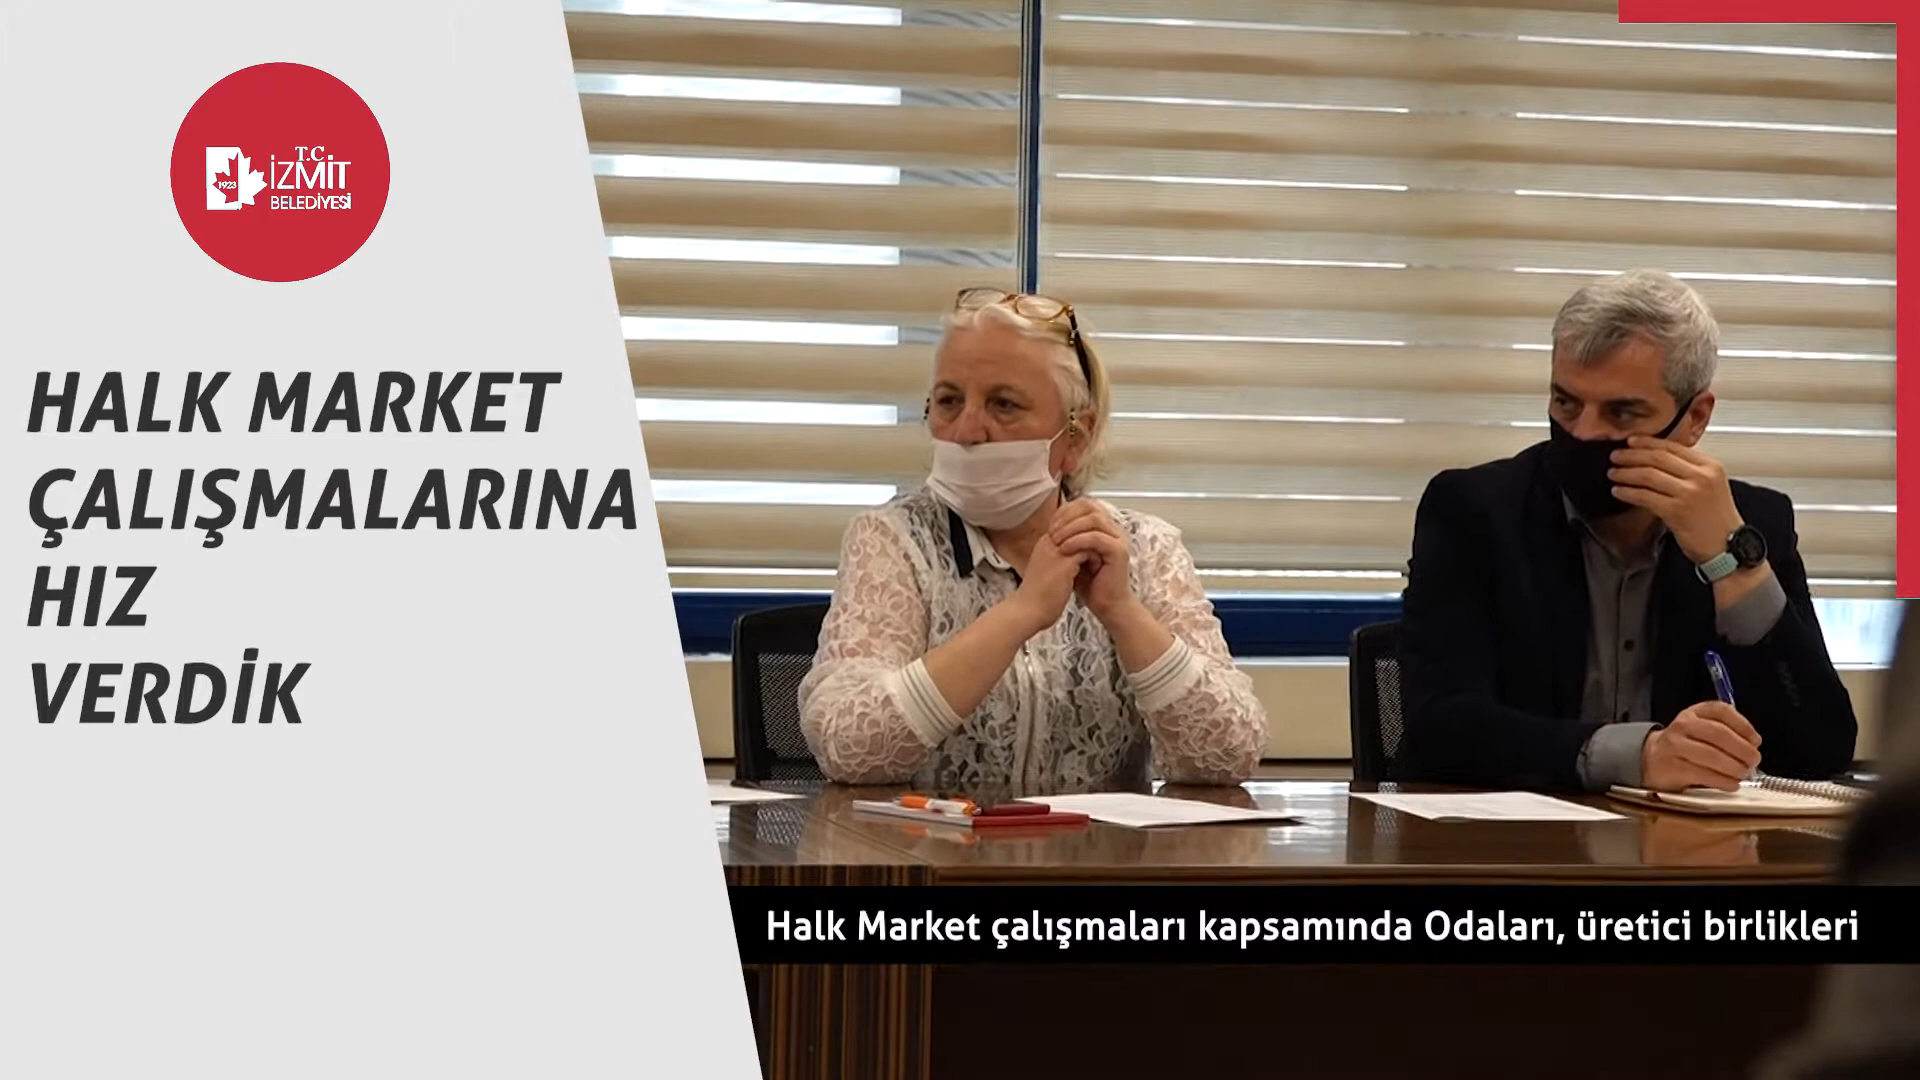 T.C
İZMİT
1923
BELEDİYESİ
HALK MARKET
ÇALIŞMALARINA
HIZ
VERDİK
Halk Market çalışmaları kapsamında Odaları, üretici birlikleri